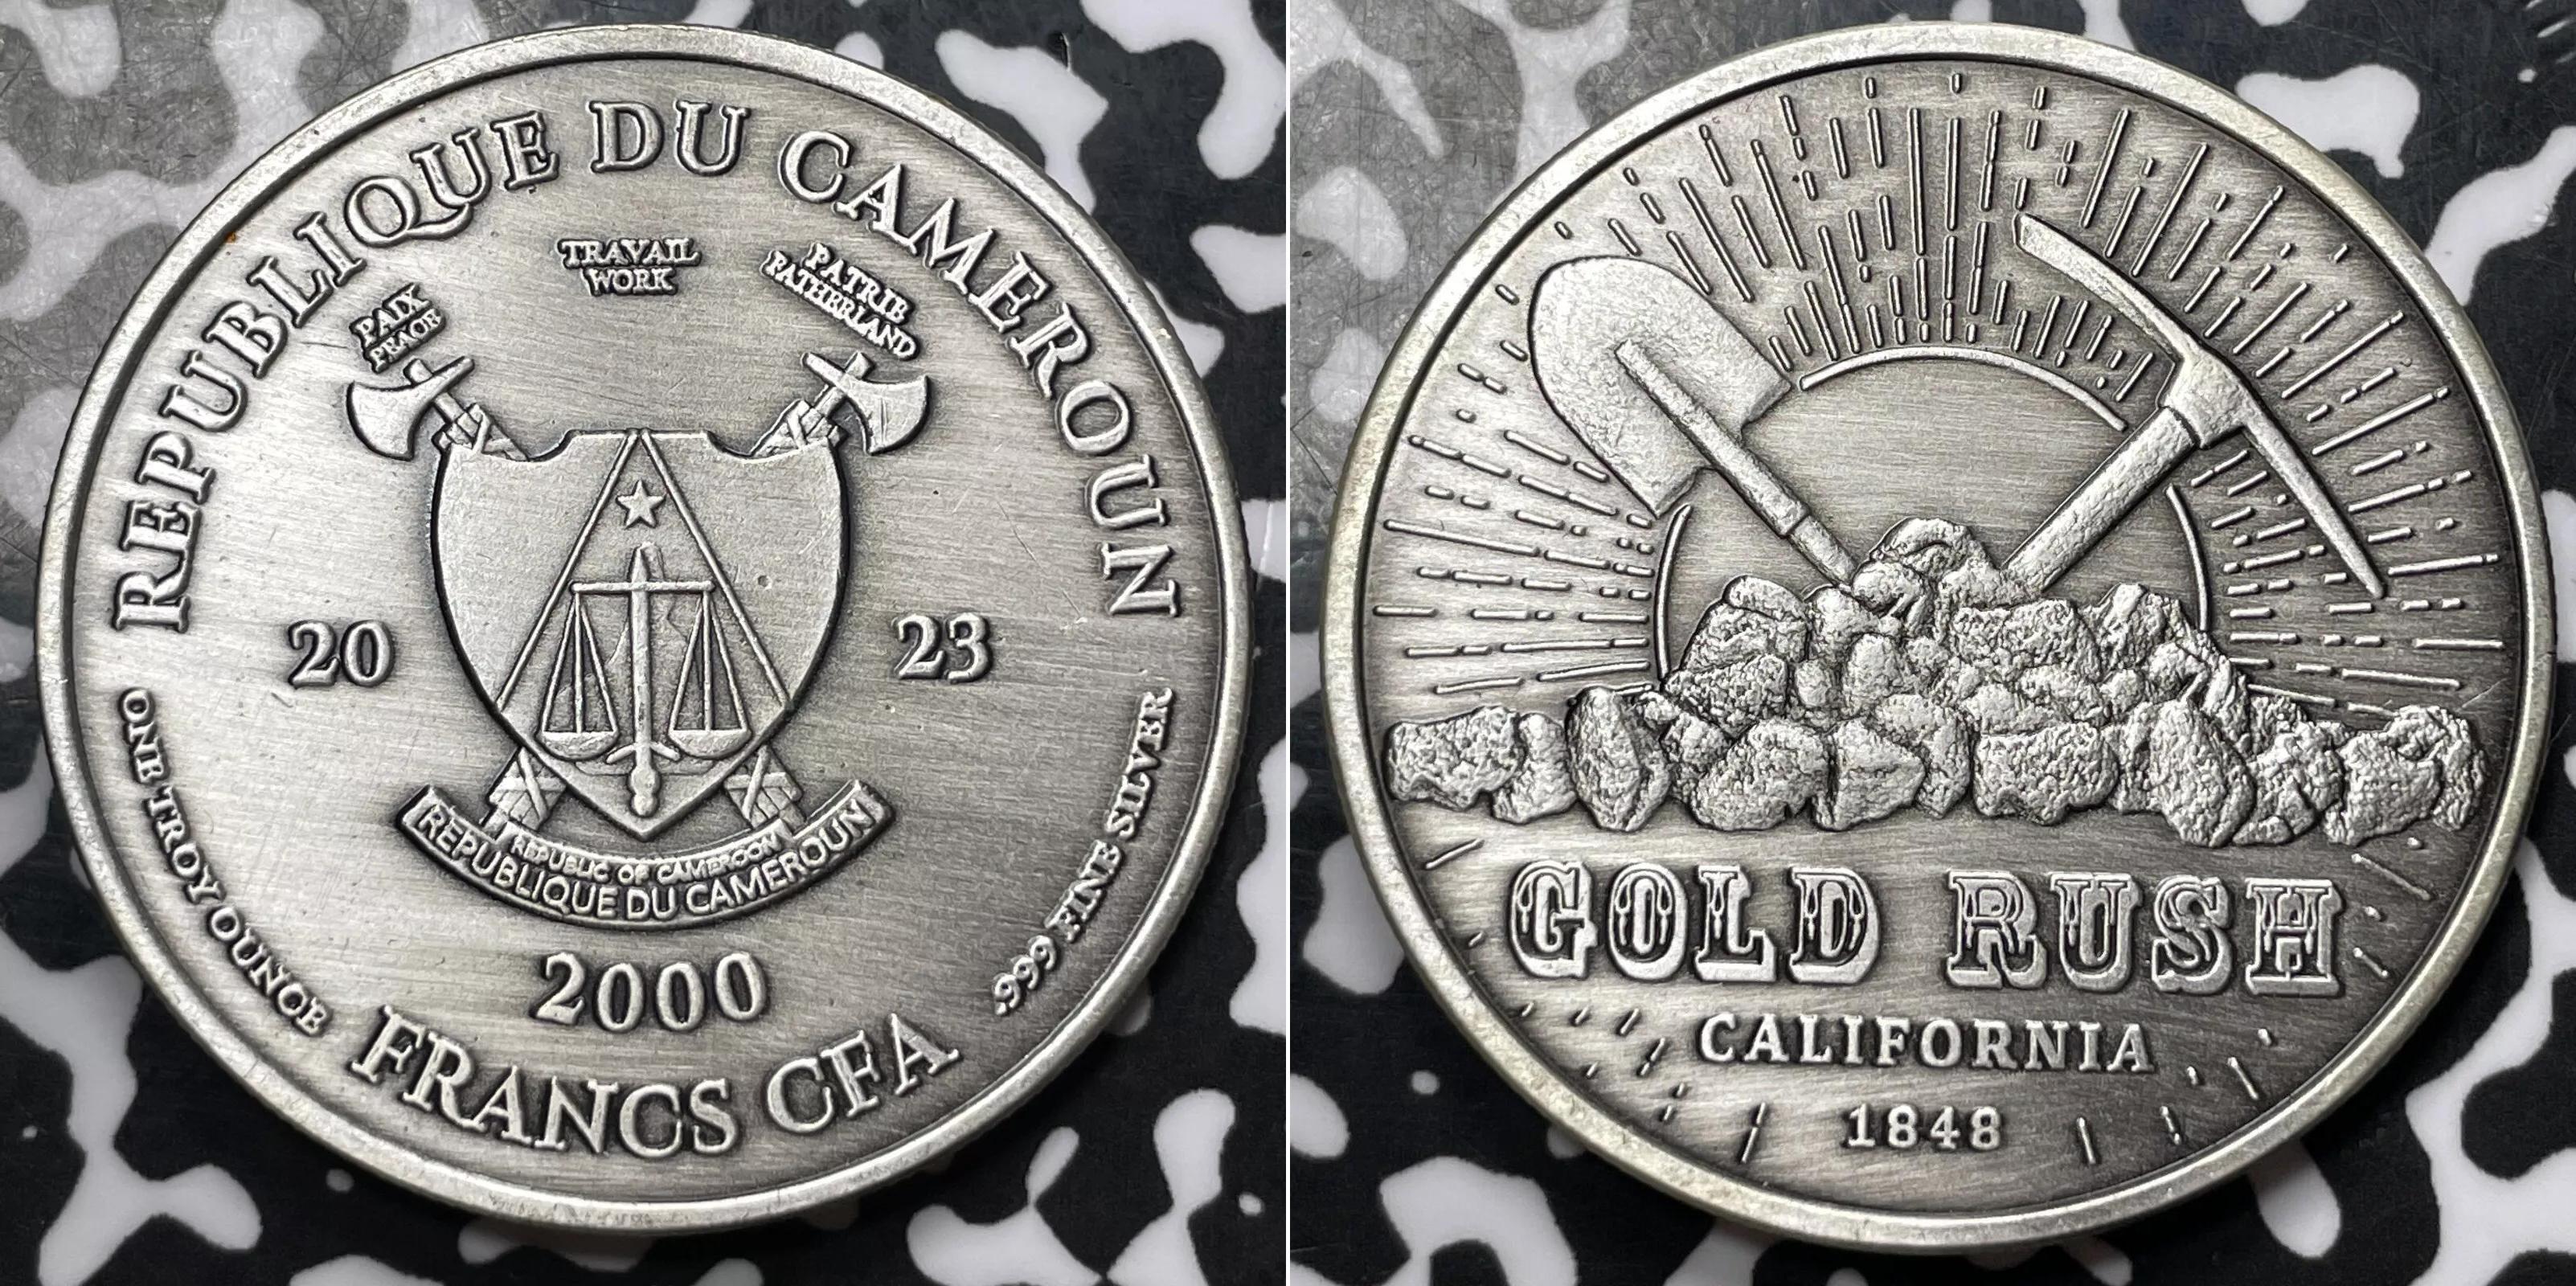 REPUBLIQUE DU CAMEROUN
TRAVAIL
WORK
PAIX
PEACE
PATRIE
FATHERLAND
20 23
REPUBLIC OF CAMEROON
REPUBLIQUE DU CAMEROUN
ONE TROY OUNCE
.999 FINE SILVER
2000
FRANCS CFA
GOLD RUSH
CALIFORNIA
1848